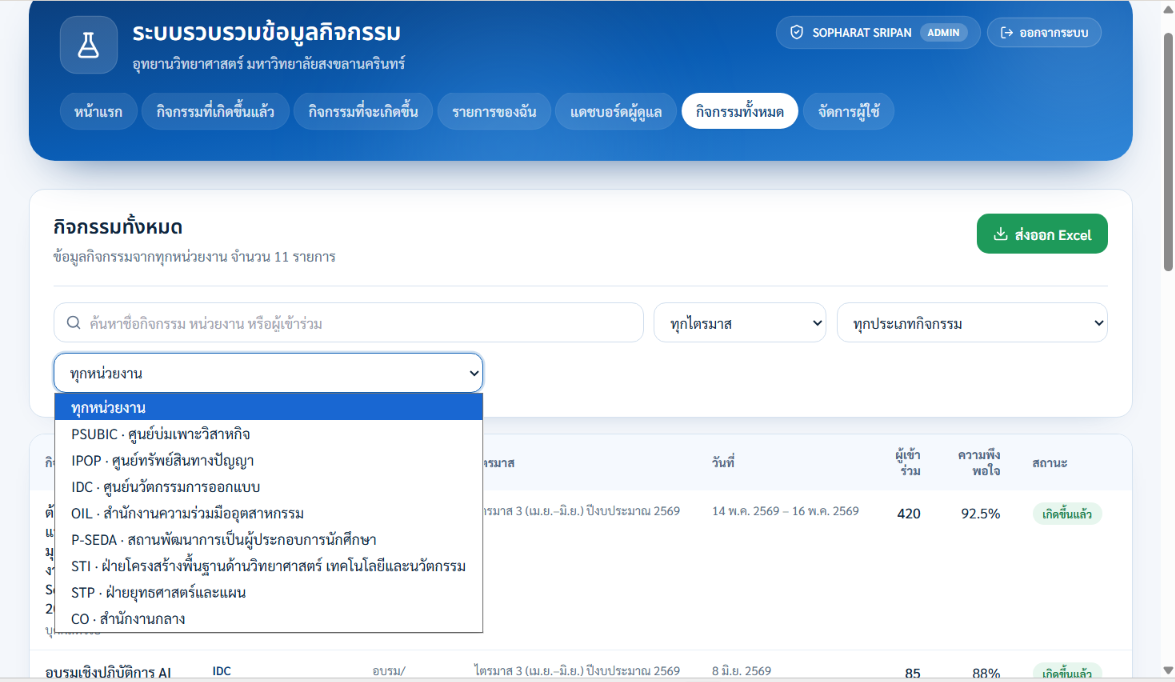 ระบบรวบรวมข้อมูลกิจกรรม
อุทยานวิทยาศาสตร์ มหาวิทยาลัยสงขลานครินทร์
SOPHARAT SRIPAN ADMIN
ออกจากระบบ
หน้าแรก กิจกรรมที่เกิดขึ้นแล้ว กิจกรรมที่จะเกิดขึ้น รายการของฉัน แดชบอร์ดผู้ดูแล กิจกรรมทั้งหมด จัดการผู้ใช้
กิจกรรมทั้งหมด
ข้อมูลกิจกรรมจากทุกหน่วยงาน จำนวน 11 รายการ
ส่งออก Excel
ค้นหาชื่อกิจกรรม หน่วยงาน หรือผู้เข้าร่วม ทุกไตรมาส ทุกประเภทกิจกรรม
ทุกหน่วยงาน
ทุกหน่วยงาน
PSUBIC · ศูนย์บ่มเพาะวิสาหกิจ
IPOP · ศูนย์ทรัพย์สินทางปัญญา
IDC · ศูนย์นวัตกรรมการออกแบบ
OIL · สำนักงานความร่วมมืออุตสาหกรรม
P-SEDA · สถานพัฒนาการเป็นผู้ประกอบการนักศึกษา
STI · ฝ่ายโครงสร้างพื้นฐานด้านวิทยาศาสตร์ เทคโนโลยีและนวัตกรรม
STP · ฝ่ายยุทธศาสตร์และแผน
CO · สำนักงานกลาง
วันที่ ผู้เข้าร่วม ความพึงพอใจ สถานะ
ไตรมาส 3 (เม.ย.–มิ.ย.) ปีงบประมาณ 2569 14 พ.ค. 2569 – 16 พ.ค. 2569 420 92.5% เกิดขึ้นแล้ว
อบรมเชิงปฏิบัติการ AI IDC อบรม/ ไตรมาส 3 (เม.ย.–มิ.ย.) ปีงบประมาณ 2569 8 มิ.ย. 2569 85 88% เกิดขึ้นแล้ว